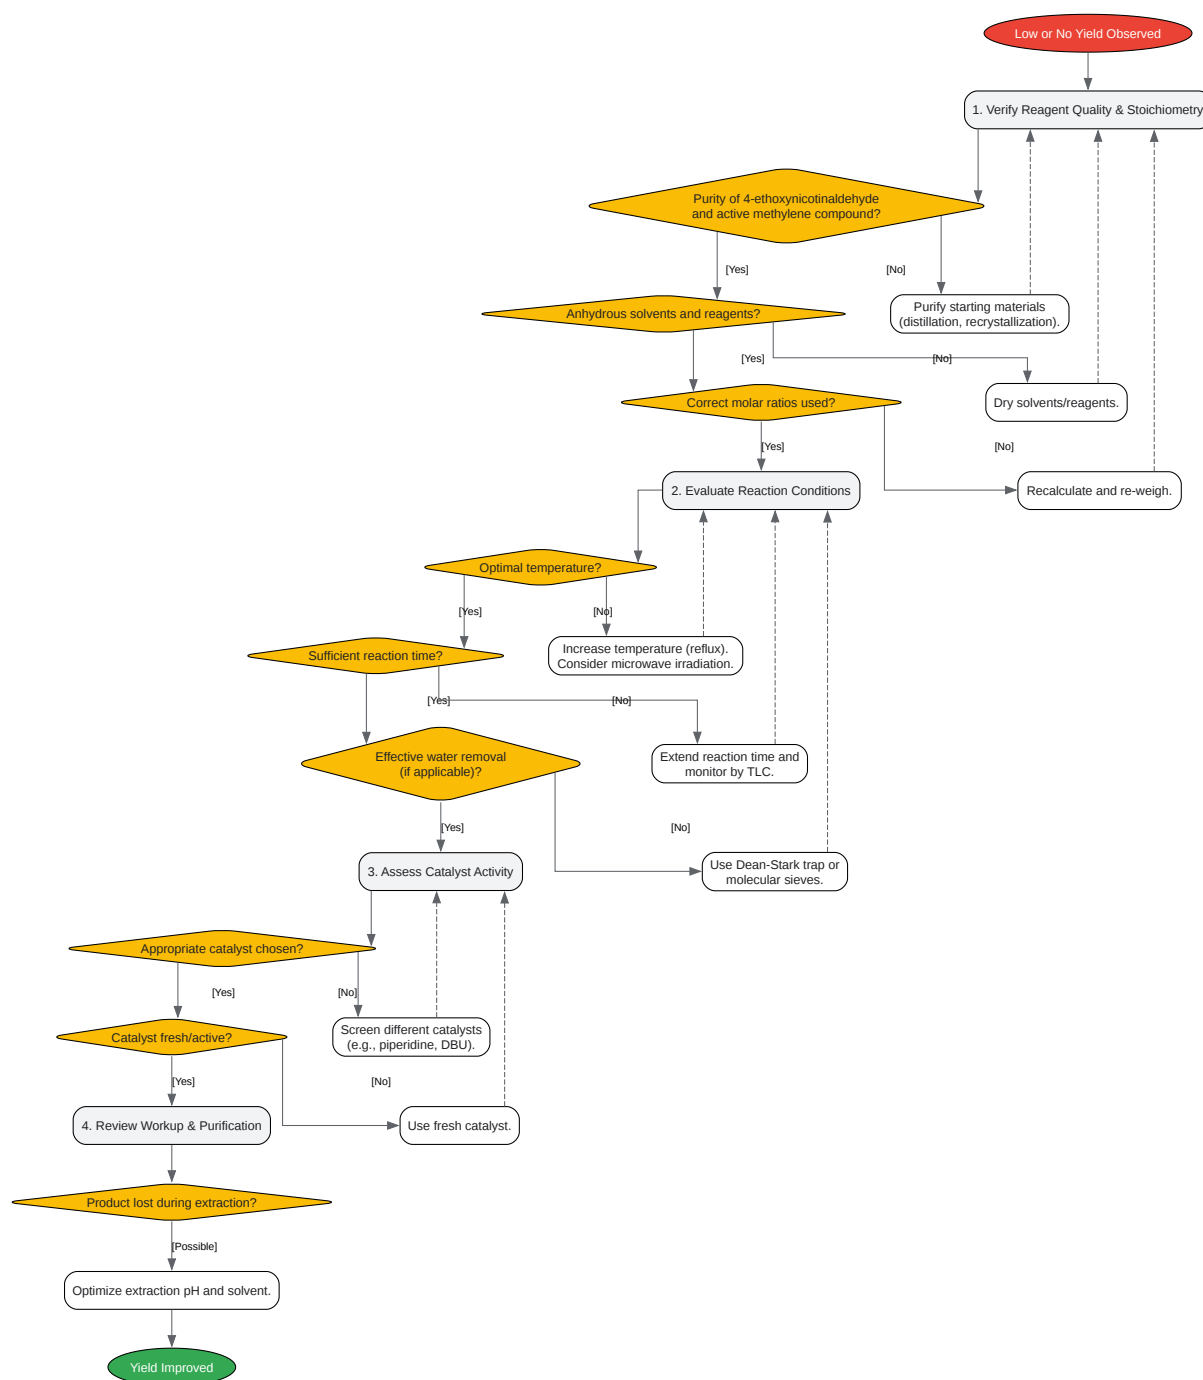 Low or No Yield Observed
1. Verify Reagent Quality & Stoichiometry
Purity of 4-ethoxynicotinaldehyde
and active methylene compound?
[Yes]
[No]
Purify starting materials
(distillation, recrystallization).
Anhydrous solvents and reagents?
[Yes]
[No]
Dry solvents/reagents.
Correct molar ratios used?
[Yes]
[No]
Recalculate and re-weigh.
2. Evaluate Reaction Conditions
Optimal temperature?
[Yes]
[No]
Increase temperature (reflux).
Consider microwave irradiation.
Sufficient reaction time?
[Yes]
[No]
Extend reaction time and
monitor by TLC.
Effective water removal
(if applicable)?
[Yes]
[No]
Use Dean-Stark trap or
molecular sieves.
3. Assess Catalyst Activity
Appropriate catalyst chosen?
[Yes]
[No]
Screen different catalysts
(e.g., piperidine, DBU).
Catalyst fresh/active?
[Yes]
[No]
Use fresh catalyst.
4. Review Workup & Purification
Product lost during extraction?
[Possible]
Optimize extraction pH and solvent.
Yield Improved